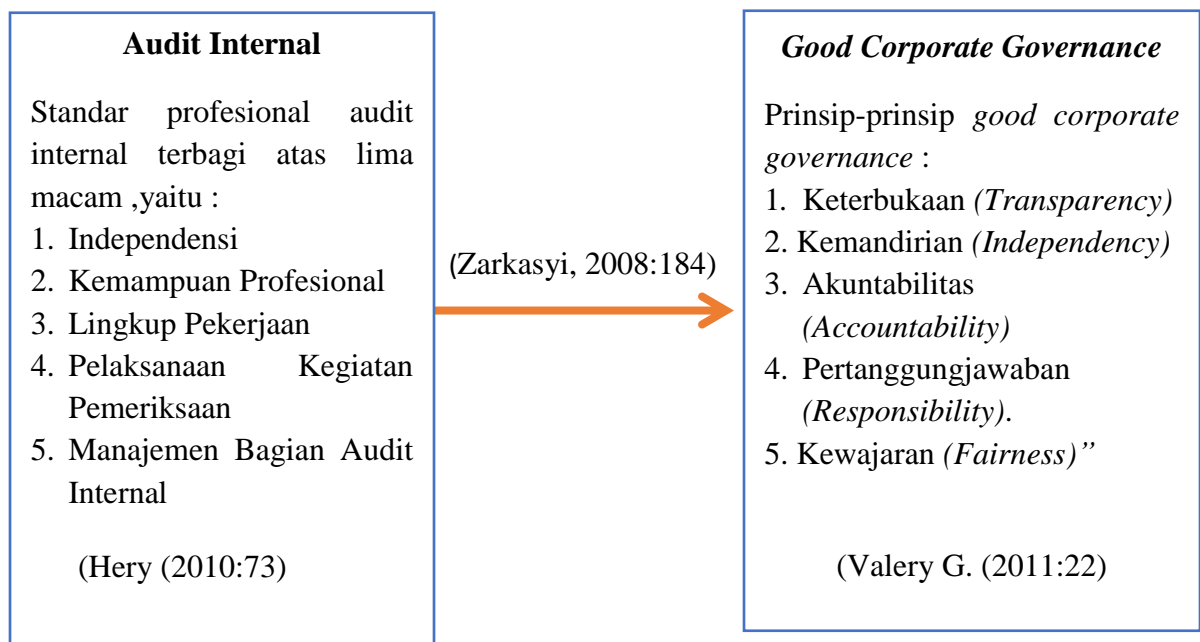 Audit Internal
Standar profesional audit
internal terbagi atas lima
macam ,yaitu :
1. Independensi
2. Kemampuan Profesional
3. Lingkup Pekerjaan
4. Pelaksanaan Kegiatan
Pemeriksaan
5. Manajemen Bagian Audit
Internal
(Hery (2010:73)
(Zarkasyi, 2008:184)
Good Corporate Governance
Prinsip-prinsip good corporate
governance :
1. Keterbukaan (Transparency)
2. Kemandirian (Independency)
3. Akuntabilitas
(Accountability)
4. Pertanggungjawaban
(Responsibility).
5. Kewajaran (Fairness)”
(Valery G. (2011:22)